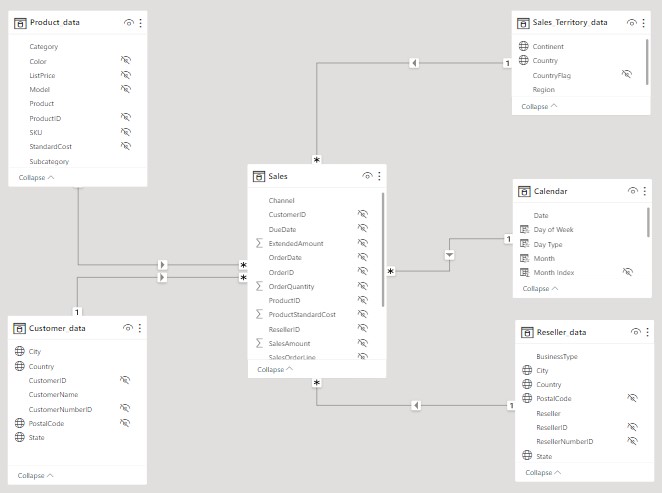 Product_data
Category
Color
ListPrice
Model
Product
ProductID
SKU
StandardCost
Subcategory
Collapse
Sales_Territory_data
Continent
Country
CountryFlag
Region
Collapse
1
*
Sales
Channel
CustomerID
DueDate
ExtendedAmount
OrderDate
OrderID
OrderQuantity
ProductID
ProductStandardCost
ResellerID
SalesAmount
SalesOrderLine
Collapse
*
*
*
*
Calendar
Date
Day of Week
Day Type
Month
Month Index
Collapse
1
Customer_data
City
Country
CustomerID
CustomerName
CustomerNumberID
PostalCode
State
Collapse
1
Reseller_data
BusinessType
City
Country
PostalCode
Reseller
ResellerID
ResellerNumberID
State
Collapse
1